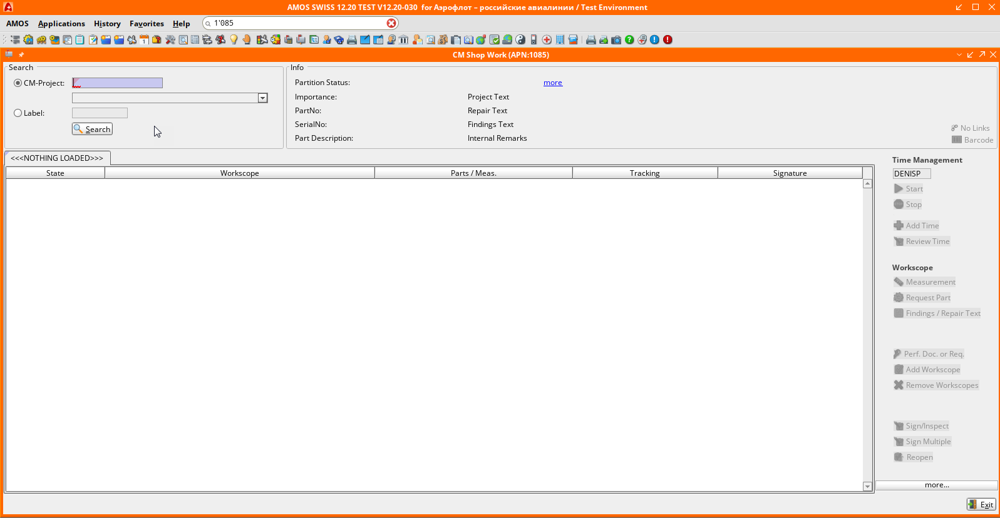 AMOS SWISS 12.20 TEST V12.20-030 for Аэрофлот – российские авиалинии / Test Environment
AMOS Applications History Favorites Help 1'085
CM Shop Work (APN:1085)
Search
CM-Project:
Label:
Search
Info
Partition Status: more
Importance: Project Text
PartNo: Repair Text
SerialNo: Findings Text
Part Description: Internal Remarks
No Links
Barcode
<<<NOTHING LOADED>>>
State Workscope Parts / Meas. Tracking Signature
Time Management
DENISP
Start
Stop
Add Time
Review Time
Workscope
Measurement
Request Part
Findings / Repair Text
Perf. Doc. or Req.
Add Workscope
Remove Workscopes
Sign/Inspect
Sign Multiple
Reopen
more...
Exit